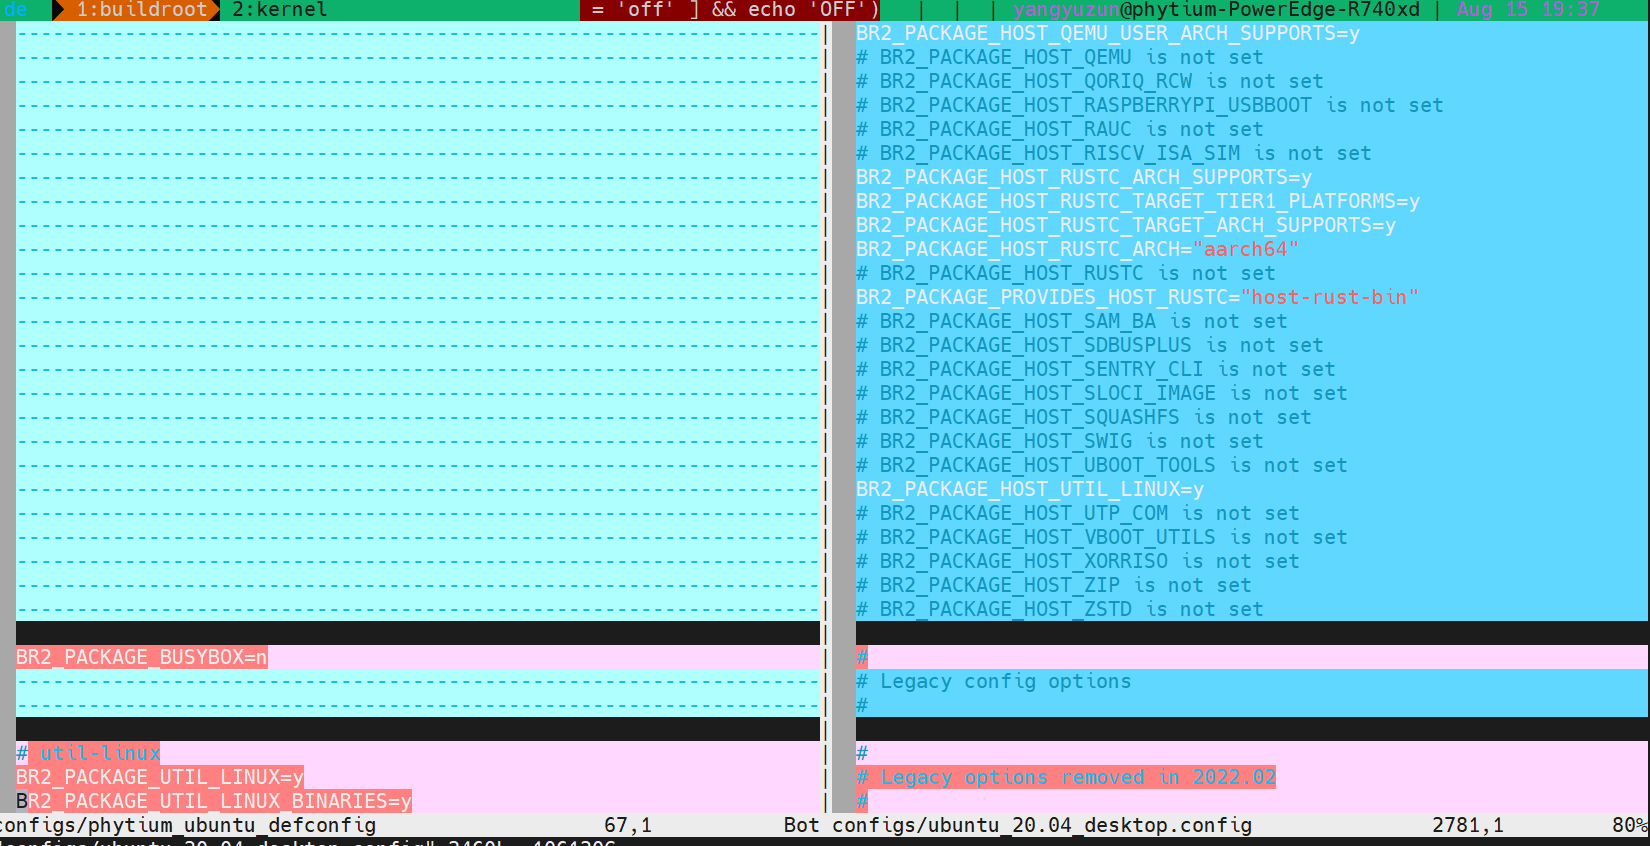 de 1:buildroot 2:kernel = 'off' ] && echo 'OFF') | | | yangyuzun@phytium-PowerEdge-R740xd | Aug 15 19:37
BR2_PACKAGE_HOST_QEMU_USER_ARCH_SUPPORTS=y
# BR2_PACKAGE_HOST_QEMU is not set
# BR2_PACKAGE_HOST_QORIQ_RCW is not set
# BR2_PACKAGE_HOST_RASPBERRYPI_USBBOOT is not set
# BR2_PACKAGE_HOST_RAUC is not set
# BR2_PACKAGE_HOST_RISCV_ISA_SIM is not set
BR2_PACKAGE_HOST_RUSTC_ARCH_SUPPORTS=y
BR2_PACKAGE_HOST_RUSTC_TARGET_TIER1_PLATFORMS=y
BR2_PACKAGE_HOST_RUSTC_TARGET_ARCH_SUPPORTS=y
BR2_PACKAGE_HOST_RUSTC_ARCH="aarch64"
# BR2_PACKAGE_HOST_RUSTC is not set
BR2_PACKAGE_PROVIDES_HOST_RUSTC="host-rust-bin"
# BR2_PACKAGE_HOST_SAM_BA is not set
# BR2_PACKAGE_HOST_SDBUSPLUS is not set
# BR2_PACKAGE_HOST_SENTRY_CLI is not set
# BR2_PACKAGE_HOST_SLOCI_IMAGE is not set
# BR2_PACKAGE_HOST_SQUASHFS is not set
# BR2_PACKAGE_HOST_SWIG is not set
# BR2_PACKAGE_HOST_UBOOT_TOOLS is not set
BR2_PACKAGE_HOST_UTIL_LINUX=y
# BR2_PACKAGE_HOST_UTP_COM is not set
# BR2_PACKAGE_HOST_VBOOT_UTILS is not set
# BR2_PACKAGE_HOST_XORRISO is not set
# BR2_PACKAGE_HOST_ZIP is not set
# BR2_PACKAGE_HOST_ZSTD is not set
BR2_PACKAGE_BUSYBOX=n #
# Legacy config options
#
# util-linux #
BR2_PACKAGE_UTIL_LINUX=y # Legacy options removed in 2022.02
BR2_PACKAGE_UTIL_LINUX_BINARIES=y #
configs/phytium_ubuntu_defconfig 67,1 Bot configs/ubuntu_20.04_desktop.config 2781,1 80%